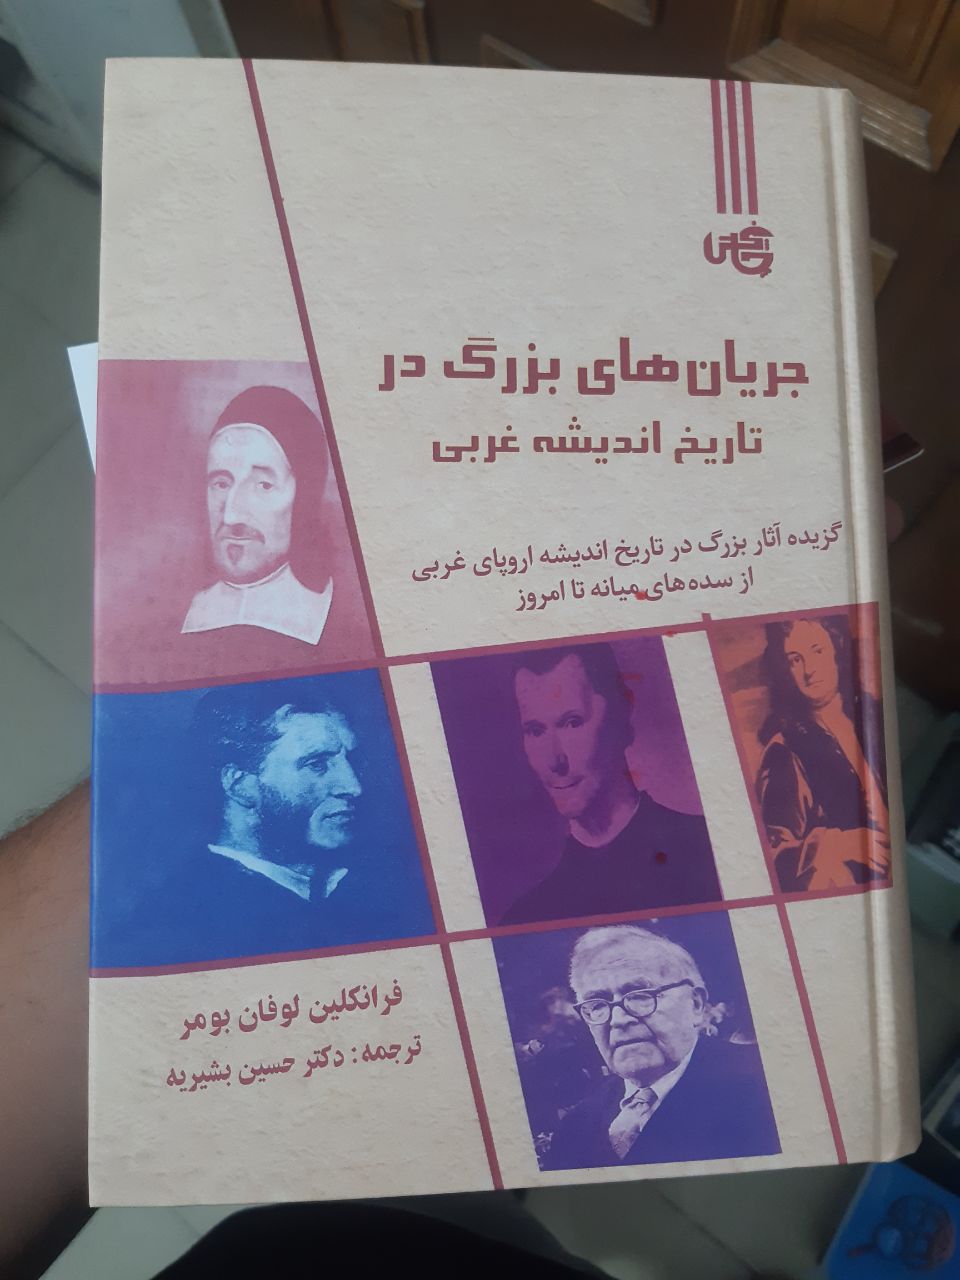 جریان‌های بزرگ در
تاریخ اندیشه غربی
گزیده آثار بزرگ در تاریخ اندیشه اروپای غربی
از سده‌های میانه تا امروز
فرانکلین لوفان بومر
ترجمه: دکتر حسین بشیریه